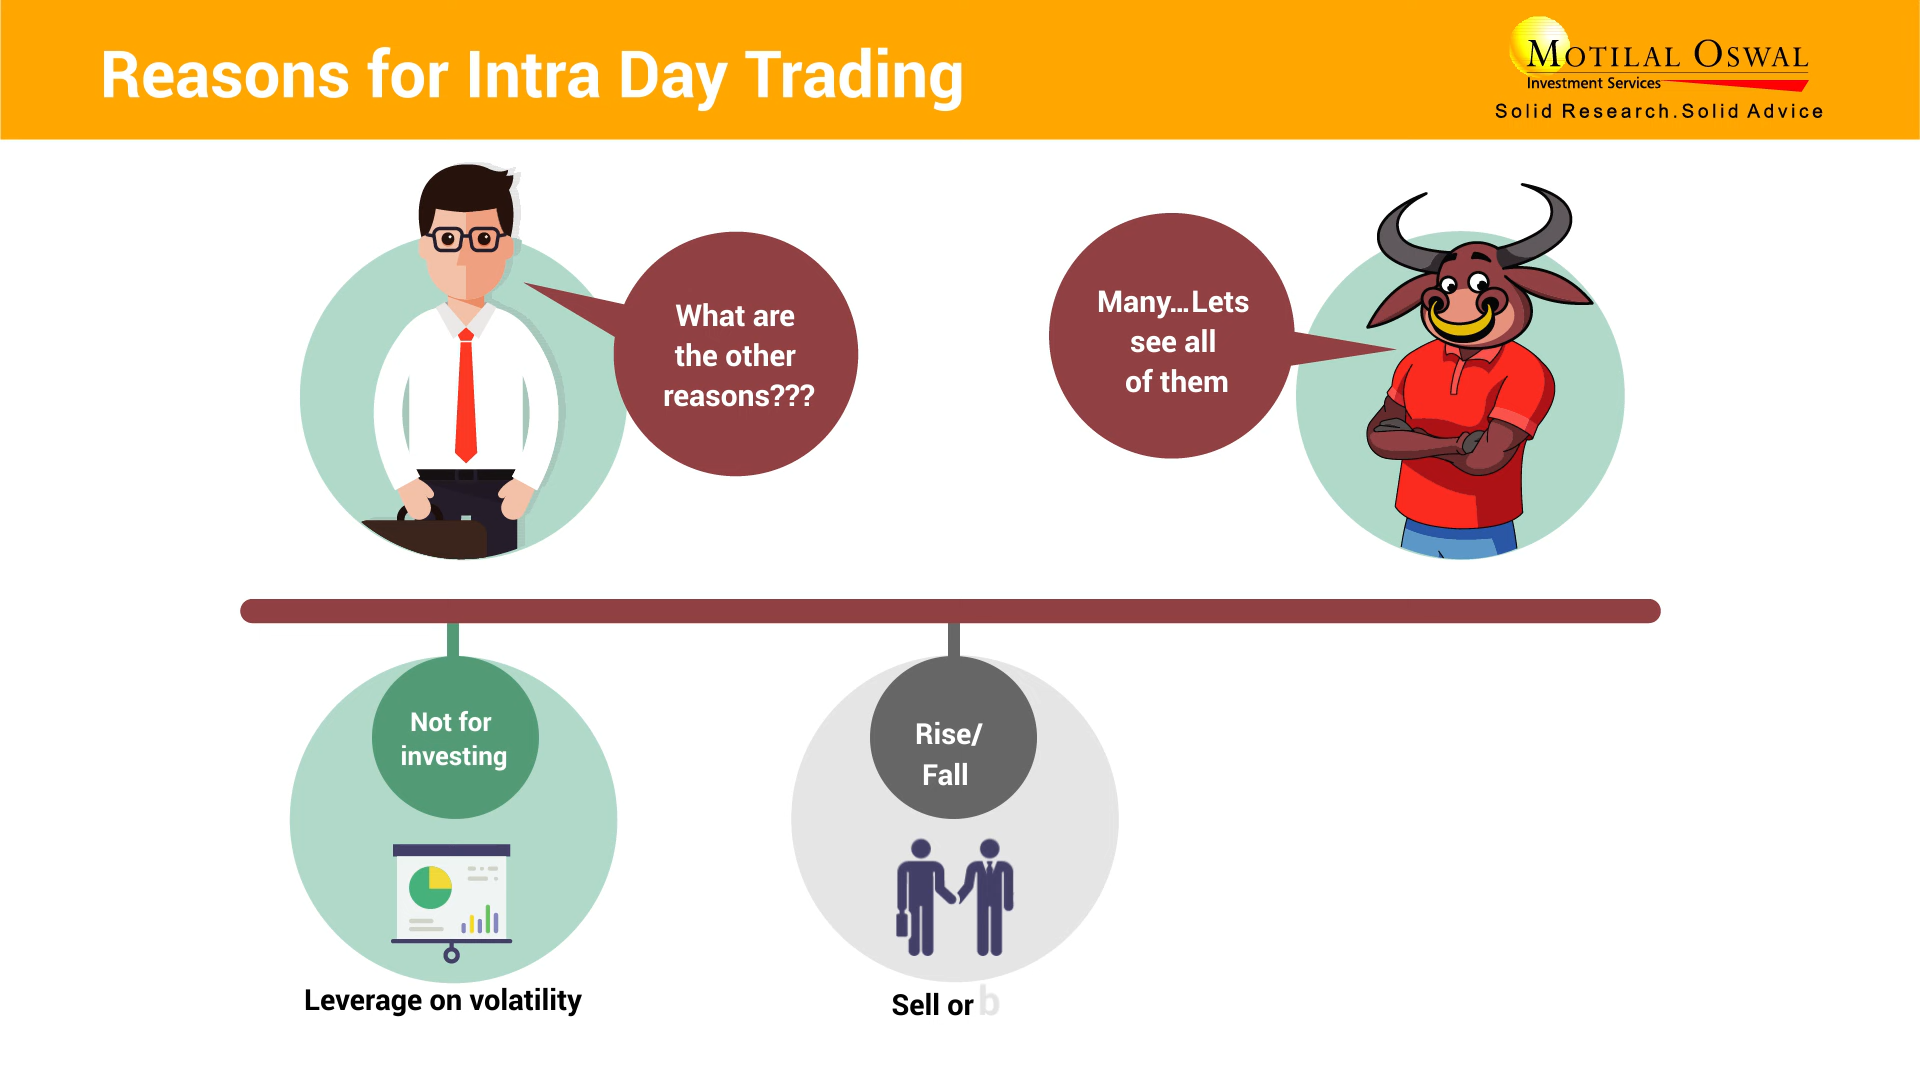 Reasons for Intra Day Trading
MOTILAL OSWAL
Investment Services
Solid Research.Solid Advice
What are
the other
reasons???
Many...Lets
see all
of them
Not for
investing
Rise/
Fall
Leverage on volatility
Sell or b